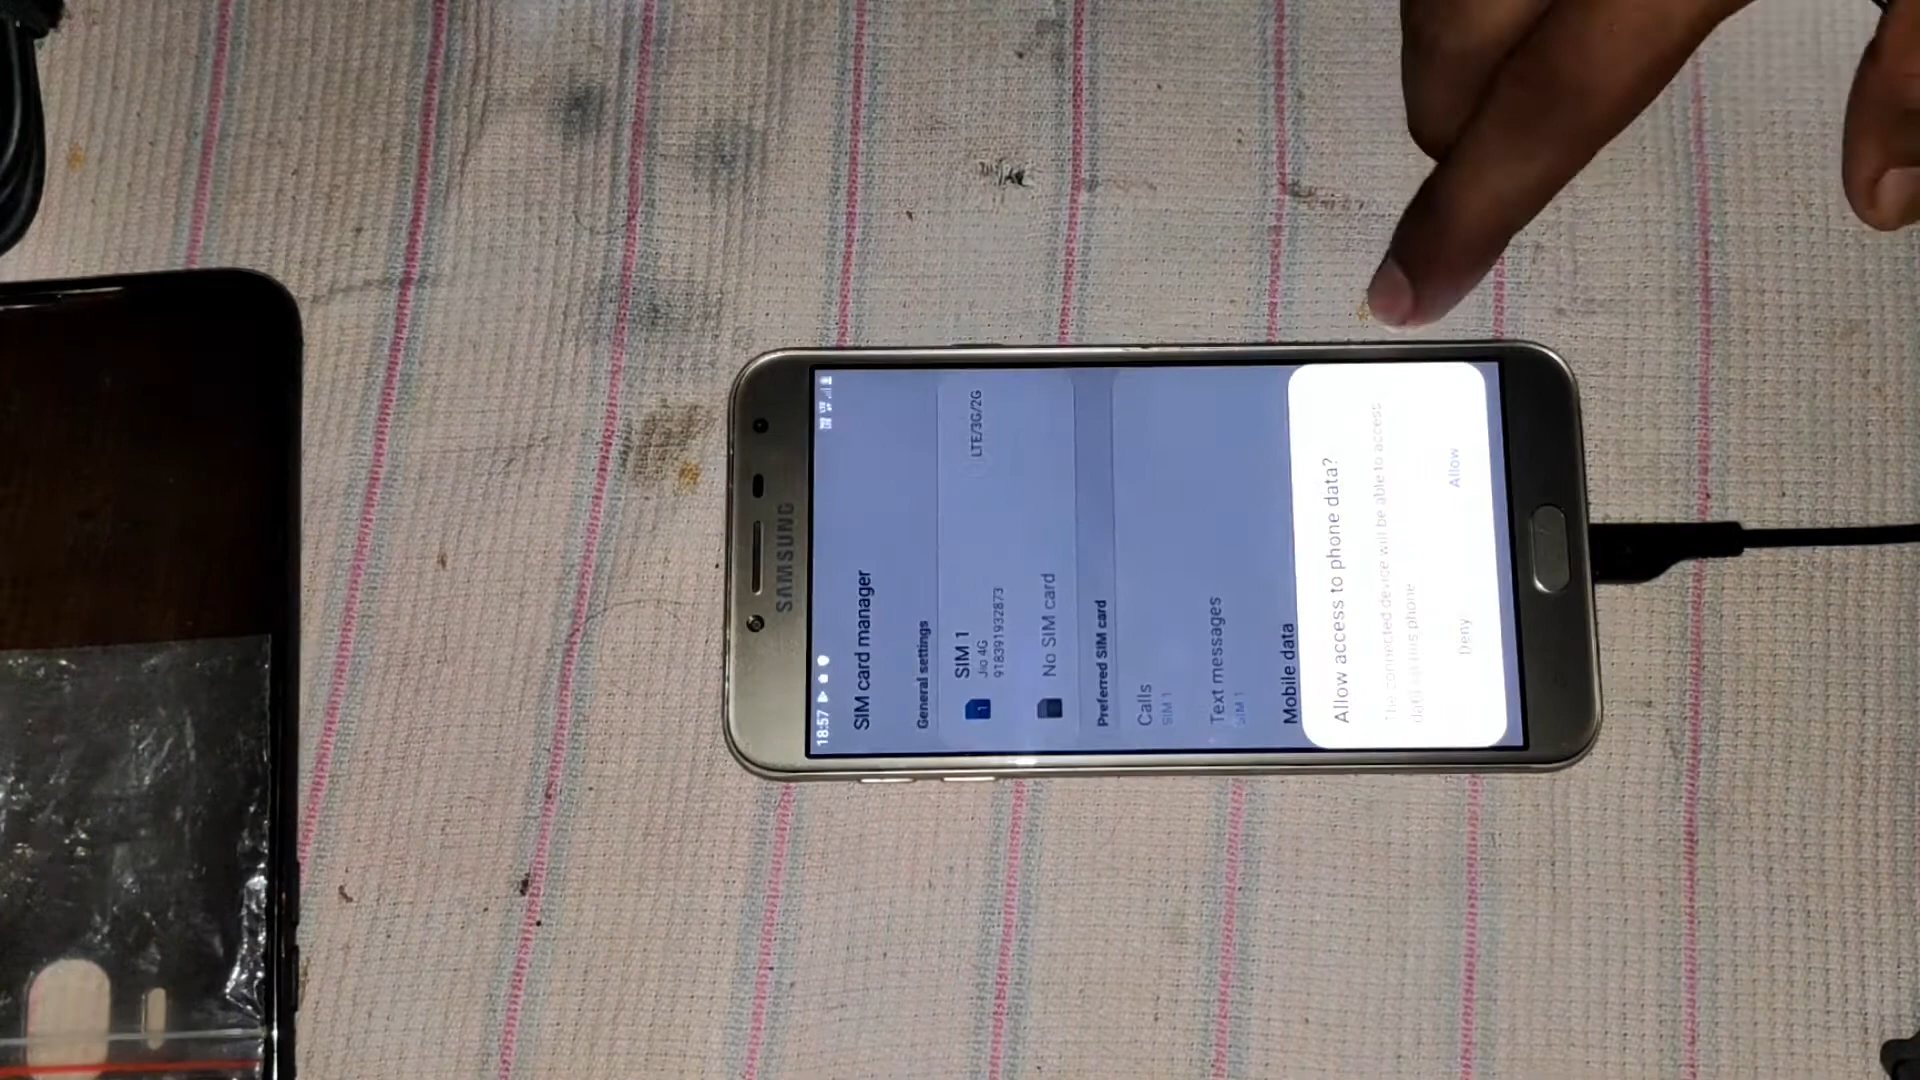 SAMSUNG
18:57
SIM card manager
General settings
SIM 1
Jio 4G
918391932873
LTE/3G/2G
No SIM card
Preferred SIM card
Calls
SIM 1
Text messages
SIM 1
Mobile data
Allow access to phone data?
The connected device will be able to access
data on this phone
Deny
Allow